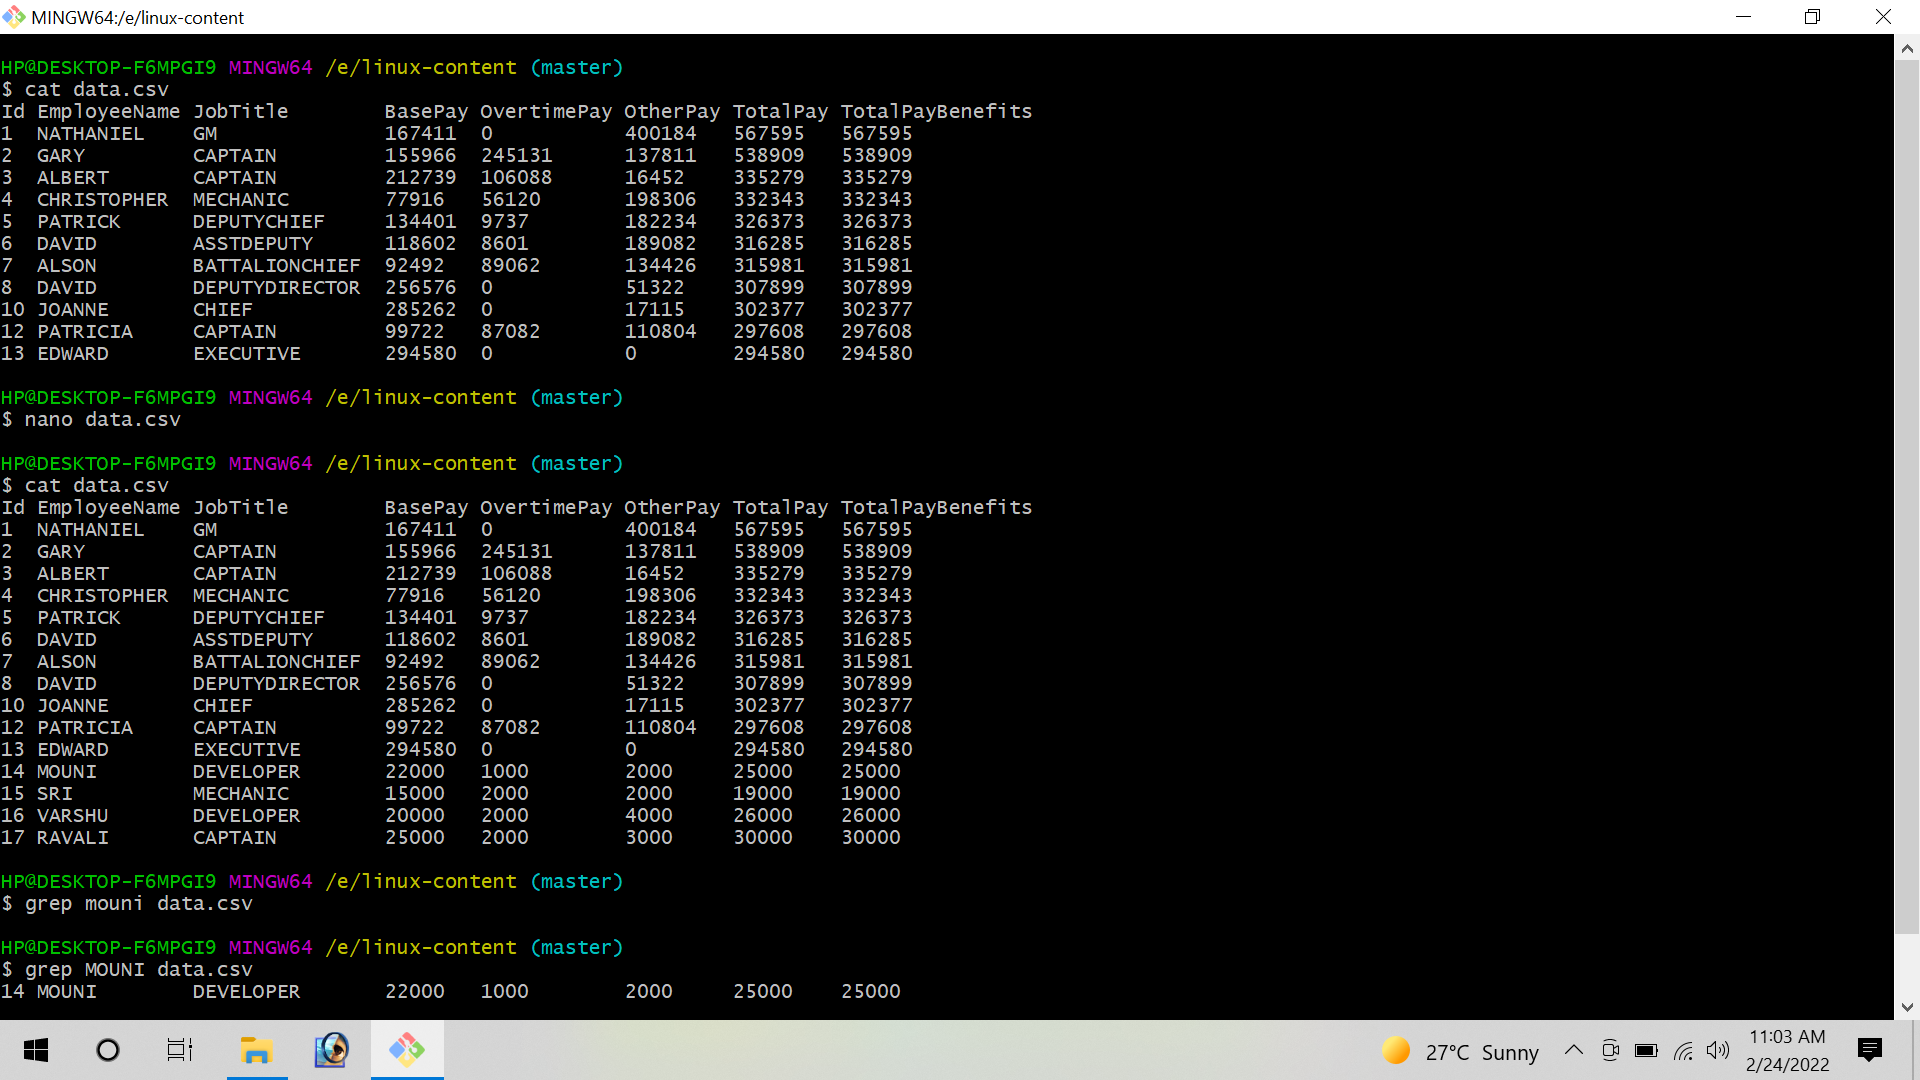 MINGW64:/e/linux-content
HP@DESKTOP-F6MPGI9 MINGW64 /e/linux-content (master)
$ cat data.csv
Id EmployeeName JobTitle        BasePay OvertimePay OtherPay TotalPay TotalPayBenefits
1  NATHANIEL    GM              167411  0           400184   567595   567595
2  GARY         CAPTAIN         155966  245131      137811   538909   538909
3  ALBERT       CAPTAIN         212739  106088      16452    335279   335279
4  CHRISTOPHER  MECHANIC        77916   56120       198306   332343   332343
5  PATRICK      DEPUTYCHIEF     134401  9737        182234   326373   326373
6  DAVID        ASSTDEPUTY      118602  8601        189082   316285   316285
7  ALSON        BATTALIONCHIEF  92492   89062       134426   315981   315981
8  DAVID        DEPUTYDIRECTOR  256576  0           51322    307899   307899
10 JOANNE       CHIEF           285262  0           17115    302377   302377
12 PATRICIA     CAPTAIN         99722   87082       110804   297608   297608
13 EDWARD       EXECUTIVE       294580  0           0        294580   294580
HP@DESKTOP-F6MPGI9 MINGW64 /e/linux-content (master)
$ nano data.csv
HP@DESKTOP-F6MPGI9 MINGW64 /e/linux-content (master)
$ cat data.csv
Id EmployeeName JobTitle        BasePay OvertimePay OtherPay TotalPay TotalPayBenefits
1  NATHANIEL    GM              167411  0           400184   567595   567595
2  GARY         CAPTAIN         155966  245131      137811   538909   538909
3  ALBERT       CAPTAIN         212739  106088      16452    335279   335279
4  CHRISTOPHER  MECHANIC        77916   56120       198306   332343   332343
5  PATRICK      DEPUTYCHIEF     134401  9737        182234   326373   326373
6  DAVID        ASSTDEPUTY      118602  8601        189082   316285   316285
7  ALSON        BATTALIONCHIEF  92492   89062       134426   315981   315981
8  DAVID        DEPUTYDIRECTOR  256576  0           51322    307899   307899
10 JOANNE       CHIEF           285262  0           17115    302377   302377
12 PATRICIA     CAPTAIN         99722   87082       110804   297608   297608
13 EDWARD       EXECUTIVE       294580  0           0        294580   294580
14 MOUNI        DEVELOPER       22000   1000        2000     25000    25000
15 SRI          MECHANIC        15000   2000        2000     19000    19000
16 VARSHU       DEVELOPER       20000   2000        4000     26000    26000
17 RAVALI       CAPTAIN         25000   2000        3000     30000    30000
HP@DESKTOP-F6MPGI9 MINGW64 /e/linux-content (master)
$ grep mouni data.csv
HP@DESKTOP-F6MPGI9 MINGW64 /e/linux-content (master)
$ grep MOUNI data.csv
14 MOUNI        DEVELOPER       22000   1000        2000     25000    25000
27°C Sunny
11:03 AM
2/24/2022